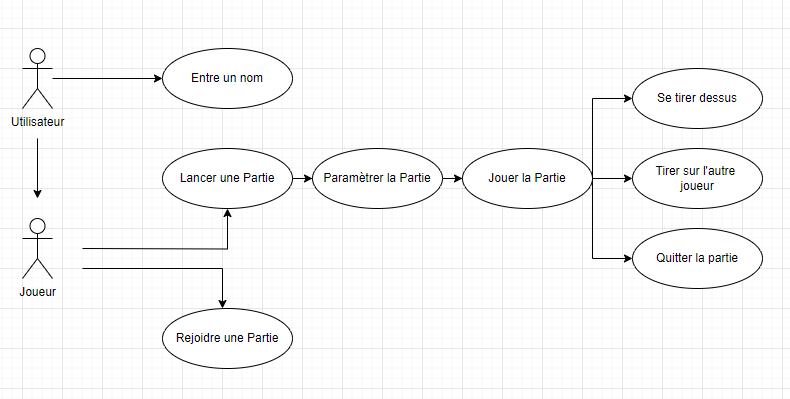 Entre un nom
Utilisateur
Lancer une Partie
Paramètrer la Partie
Jouer la Partie
Se tirer dessus
Tirer sur l'autre
joueur
Quitter la partie
Joueur
Rejoidre une Partie